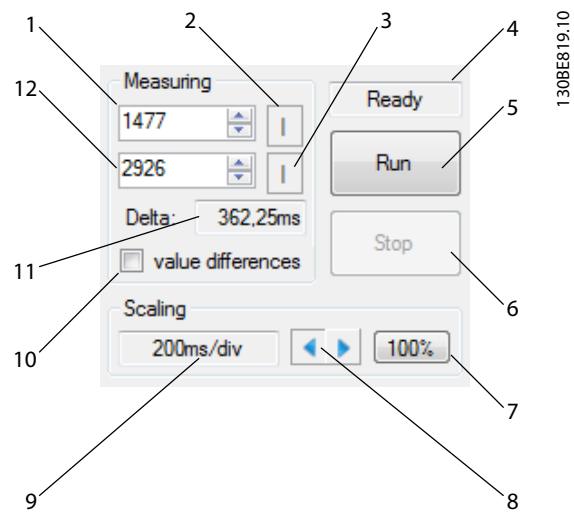 1
2
3
4
130BE819.10
Measuring
Ready
12
1477
5
2926
Run
Delta: 362,25ms
Stop
11
value differences
6
Scaling
10
200ms/div
100%
7
9
8